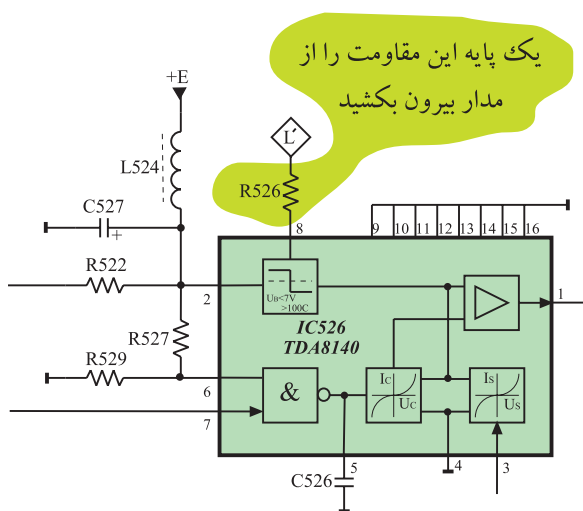 یک پایه این مقاومت را از
مدار بیرون بکشید
+E
L524
L´
R526
C527
+
8
9 10 11 12 13 14 15 16
R522
2
UB<7V
>100C
1
IC526
TDA8140
R527
R529
6
&
IC
UC
IS
US
7
5
4
3
C526